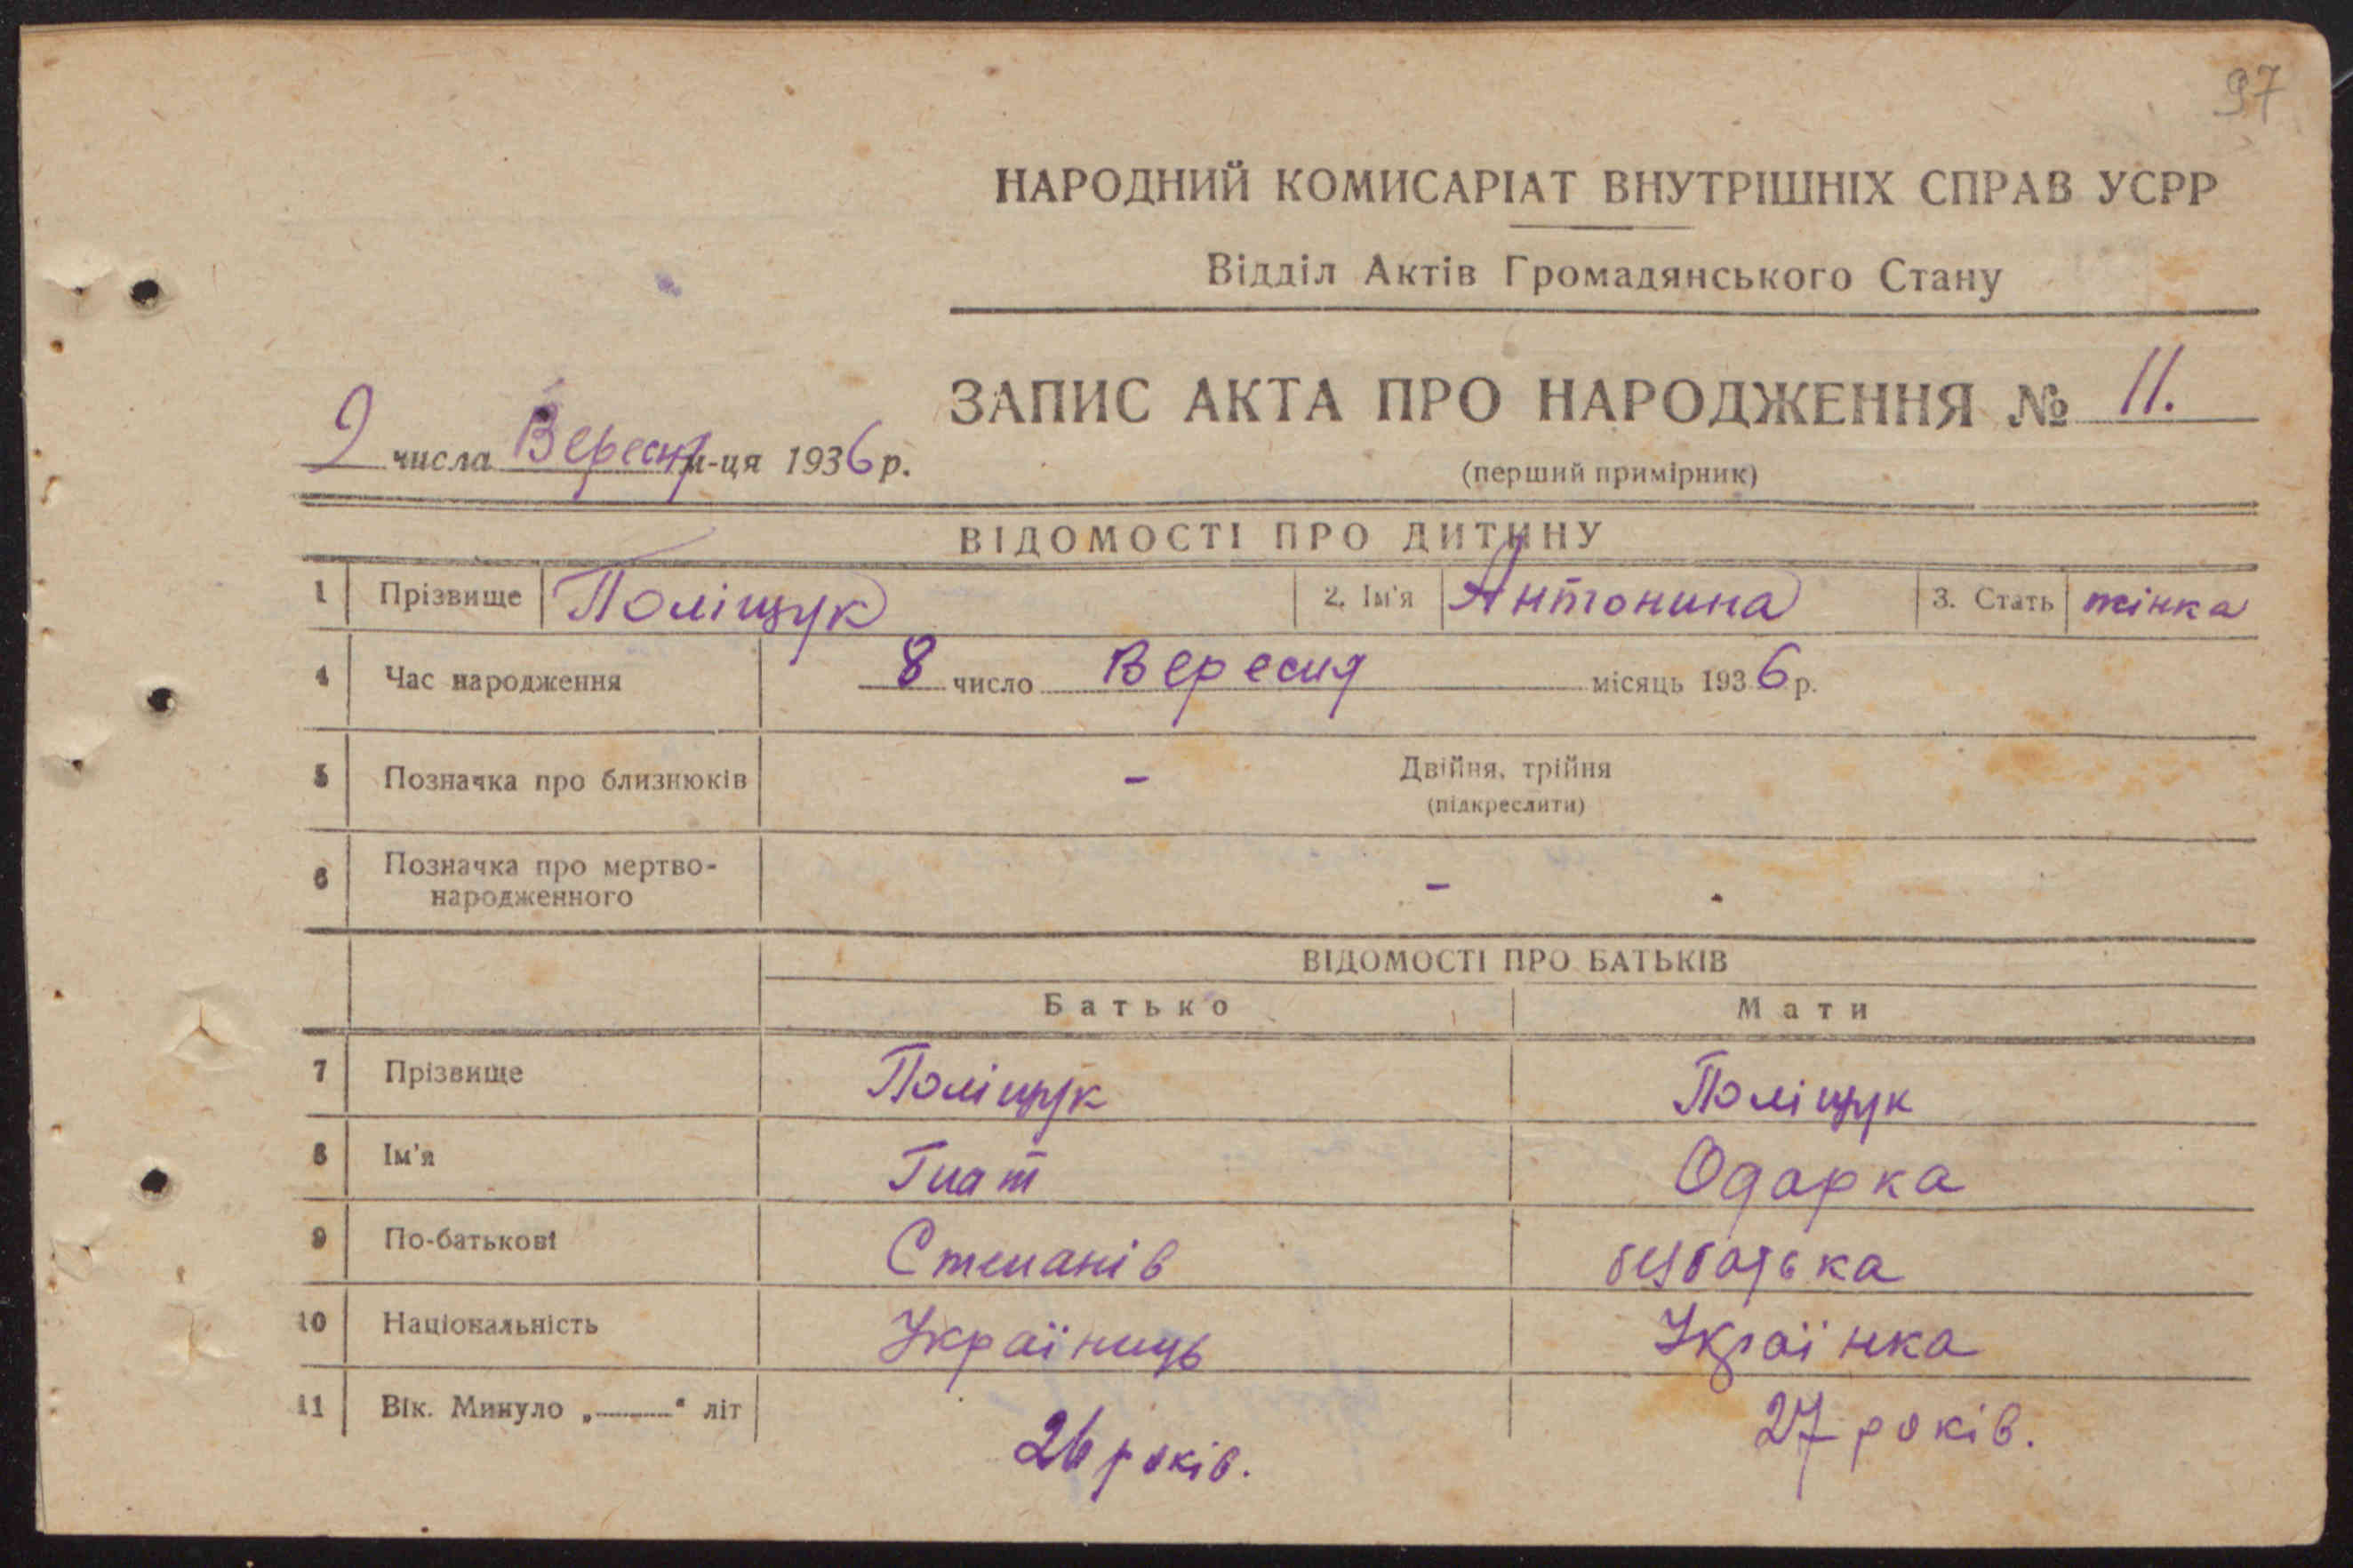 97
НАРОДНИЙ КОМИСАРІАТ ВНУТРІШНІХ СПРАВ УСРР
Відділ Актів Громадянського Стану
ЗАПИС АКТА ПРО НАРОДЖЕННЯ № 11.
9 числа Вересня м-ця 1936 р.
(перший примірник)
ВІДОМОСТІ ПРО ДИТИНУ
1 Прізвище Поліщук 2. Ім'я Антонина 3. Стать жінка
4 Час народження 8 число Вересня місяць 1936 р.
5 Позначка про близнюків - Двійня, трійня
(підкреслити)
6 Позначка про мертво-
народженного -
ВІДОМОСТІ ПРО БАТЬКІВ
Батько Мати
7 Прізвище Поліщук Поліщук
8 Ім'я Гнат Одарка
9 По-батькові Степанів безбатька
10 Національність Українець Українка
11 Вік. Минуло „——" літ 26 років. 27 років.